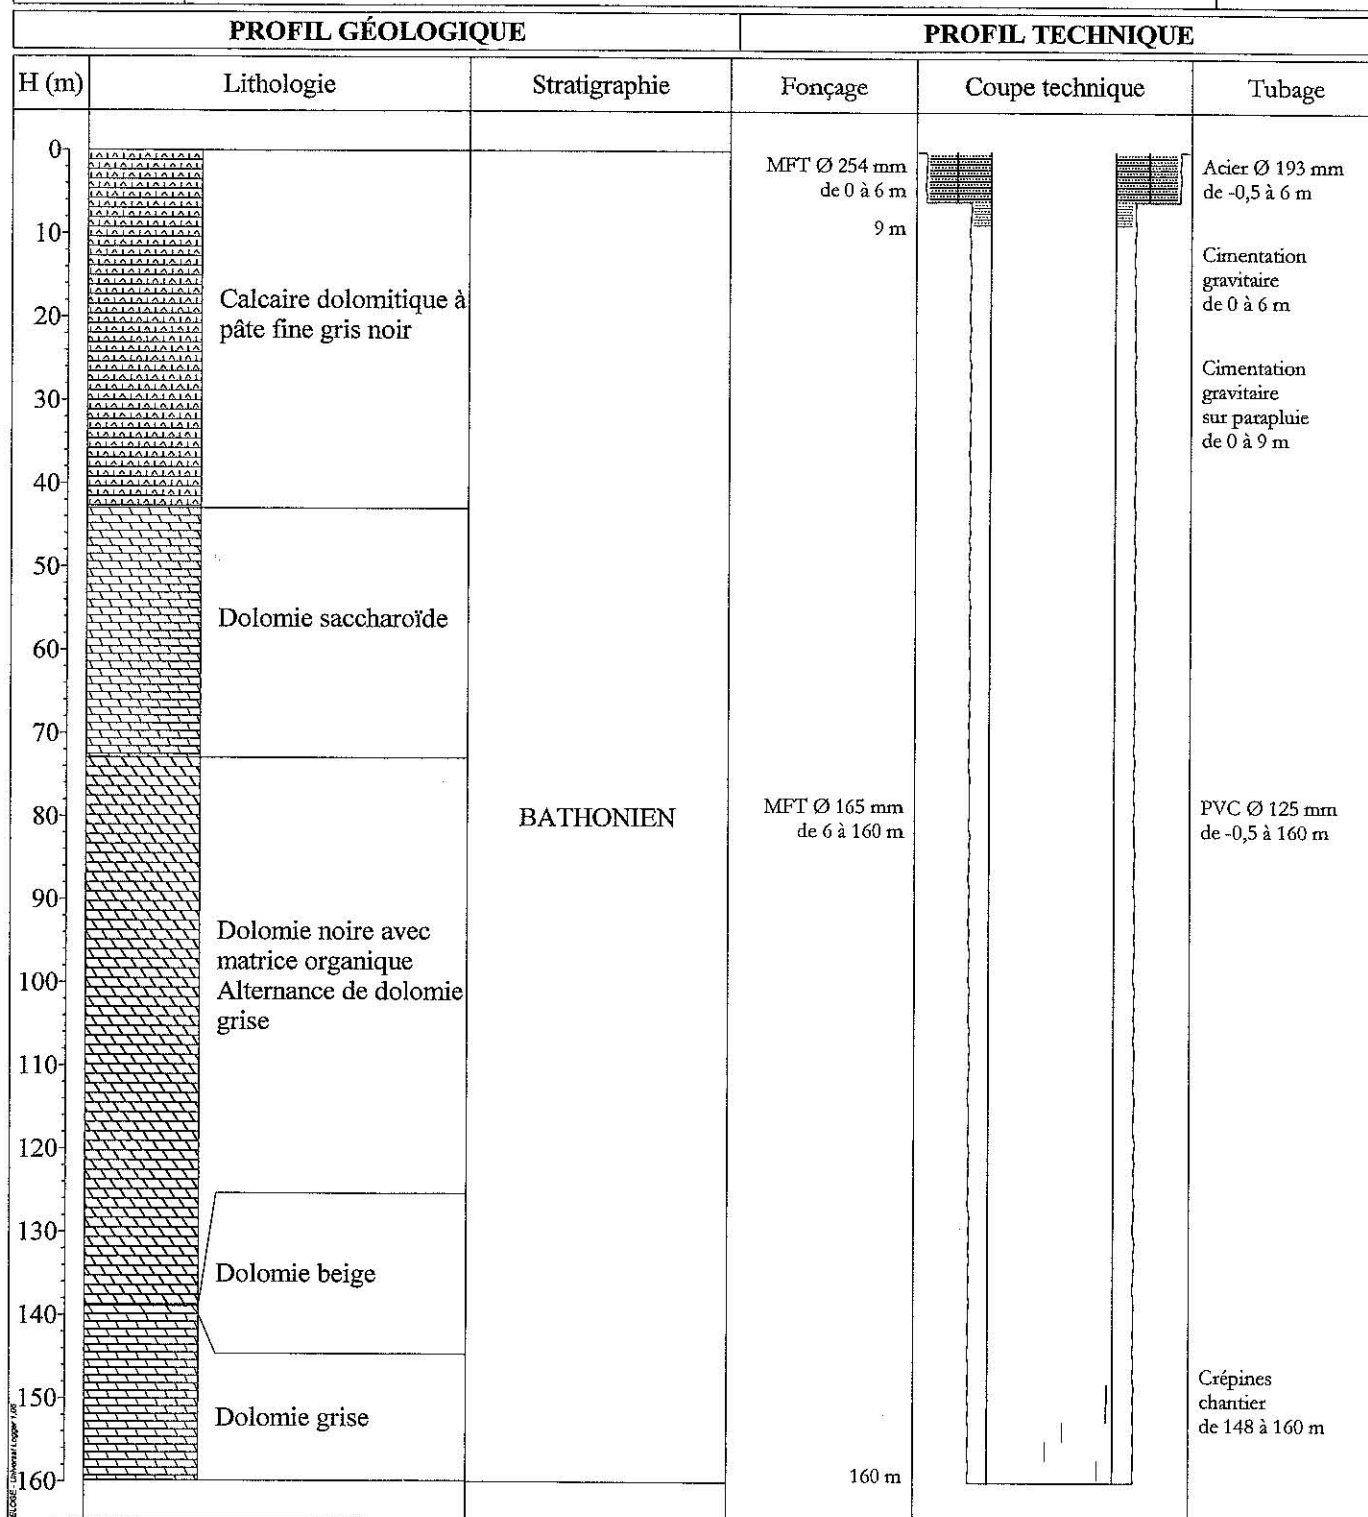 PROFIL GÉOLOGIQUE
PROFIL TECHNIQUE
H (m)
Lithologie
Stratigraphie
Fonçage
Coupe technique
Tubage
0
10
20
30
40
50
60
70
80
90
100
110
120
130
140
150
160
Calcaire dolomitique à
pâte fine gris noir
Dolomie saccharoïde
Dolomie noire avec
matrice organique
Alternance de dolomie
grise
Dolomie beige
Dolomie grise
BATHONIEN
MFT Ø 254 mm
de 0 à 6 m
9 m
MFT Ø 165 mm
de 6 à 160 m
160 m
Acier Ø 193 mm
de -0,5 à 6 m
Cimentation
gravitaire
de 0 à 6 m
Cimentation
gravitaire
sur parapluie
de 0 à 9 m
PVC Ø 125 mm
de -0,5 à 160 m
Crépines
chantier
de 148 à 160 m